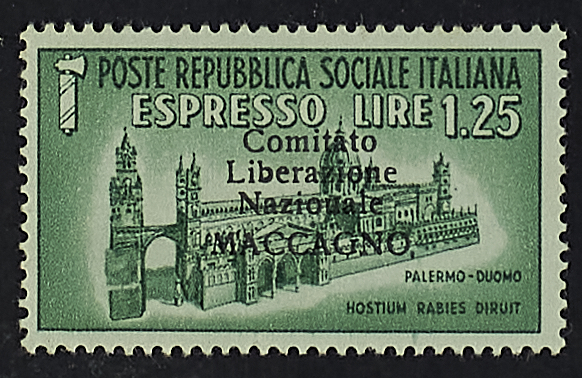 POSTE REPUBBLICA SOCIALE ITALIANA
ESPRESSO LIRE 1.25
Comitato
Liberazione
Nazionale
MACCAGNO
PALERMO-DUOMO
HOSTIUM RABIES DIRUIT